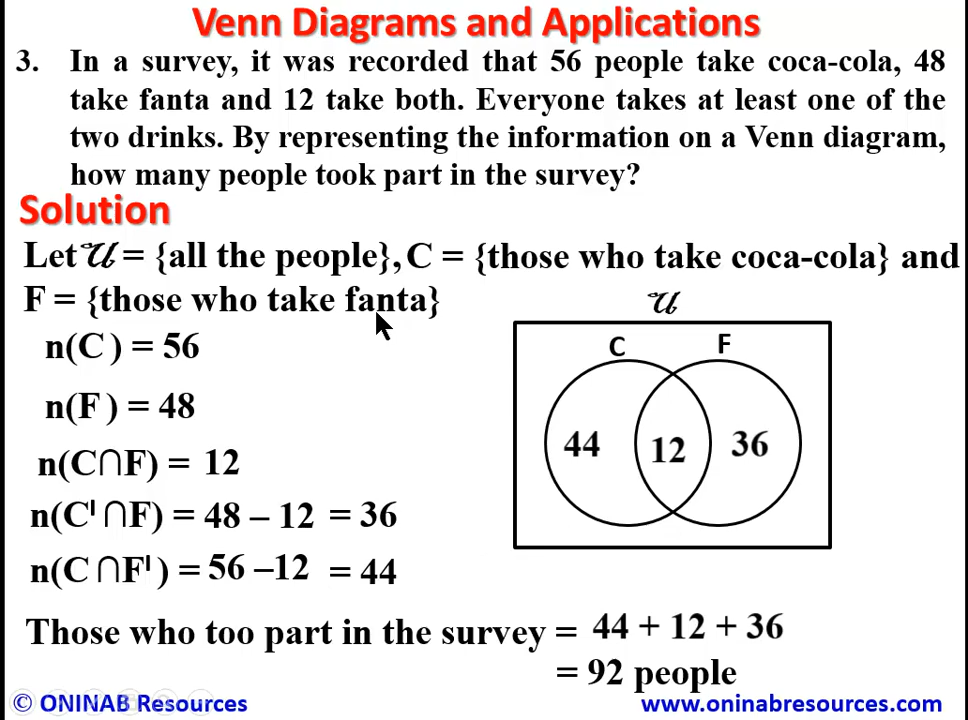 Venn Diagrams and Applications
3. In a survey, it was recorded that 56 people take coca-cola, 48
take fanta and 12 take both. Everyone takes at least one of the
two drinks. By representing the information on a Venn diagram,
how many people took part in the survey?
Solution
Let 𝒰 = {all the people}, C = {those who take coca-cola} and
F = {those who take fanta}
𝒰
n(C ) = 56
C F
n(F ) = 48
44 12 36
n(C∩F) = 12
n(Cᴵ ∩F) = 48 – 12 = 36
n(C ∩Fᴵ ) = 56 –12 = 44
Those who too part in the survey = 44 + 12 + 36
= 92 people
© ONINAB Resources www.oninabresources.com